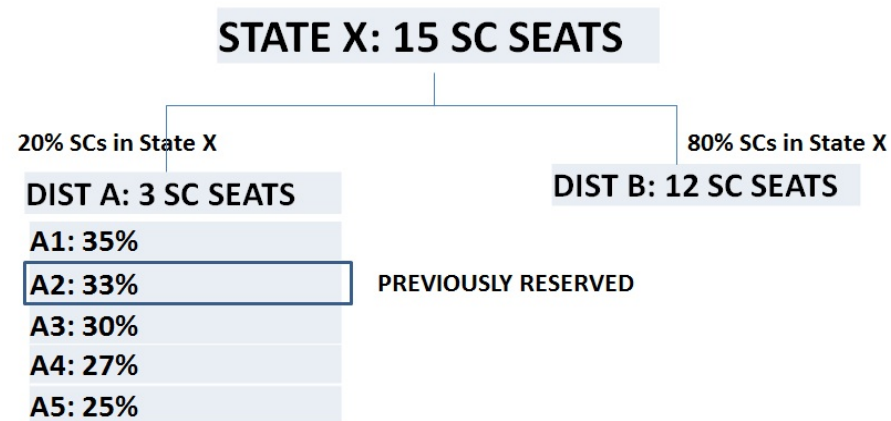 STATE X: 15 SC SEATS
20% SCs in State X
80% SCs in State X
DIST A: 3 SC SEATS
DIST B: 12 SC SEATS
A1: 35%
A2: 33%
PREVIOUSLY RESERVED
A3: 30%
A4: 27%
A5: 25%